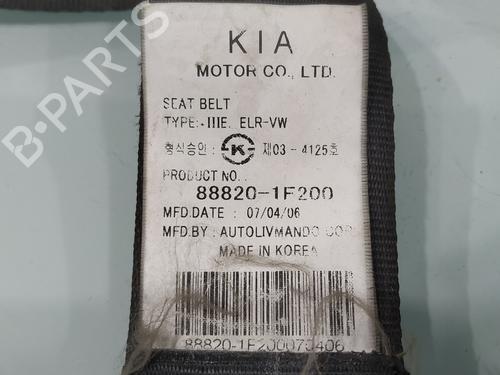 KIA
MOTOR CO., LTD.
SEAT BELT
TYPE: IIIE. ELR-VW
형식승인 : K 제03 - 4125호
PRODUCT NO. :
88820-1F200
MFD.DATE : 07/04/06
MFD.BY : AUTOLIVMANDO COR
MADE IN KOREA
88820-1F200070406